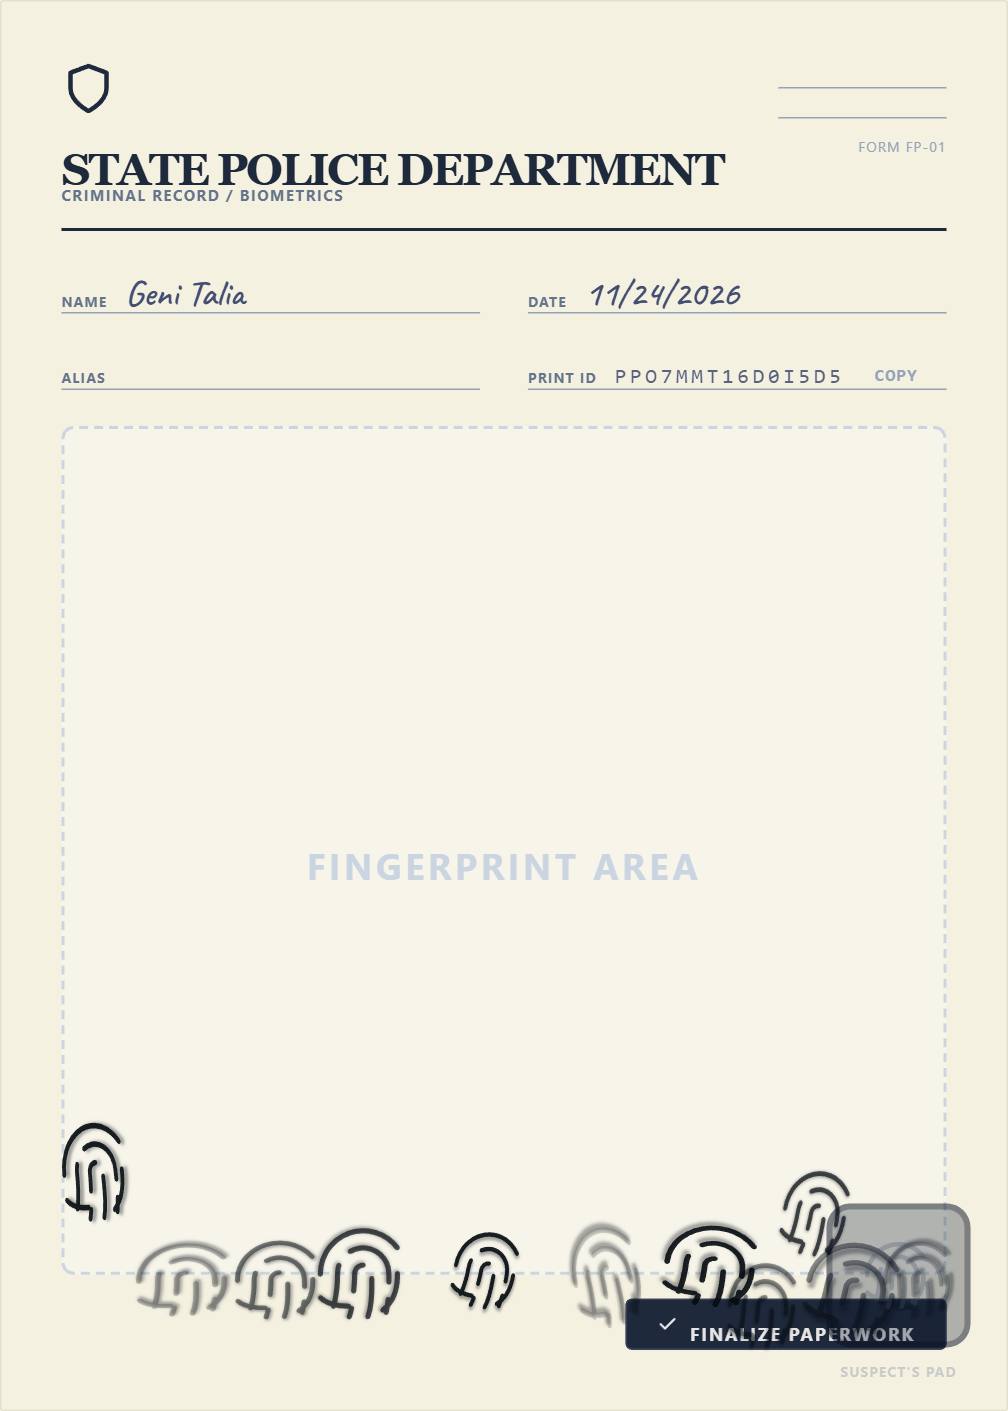 FORM FP-01
STATE POLICE DEPARTMENT
CRIMINAL RECORD / BIOMETRICS
NAME Geni Talia
DATE 11/24/2026
ALIAS
PRINT ID PPO7MMT16D0I5D5 COPY
FINGERPRINT AREA
FINALIZE PAPERWORK
SUSPECT'S PAD